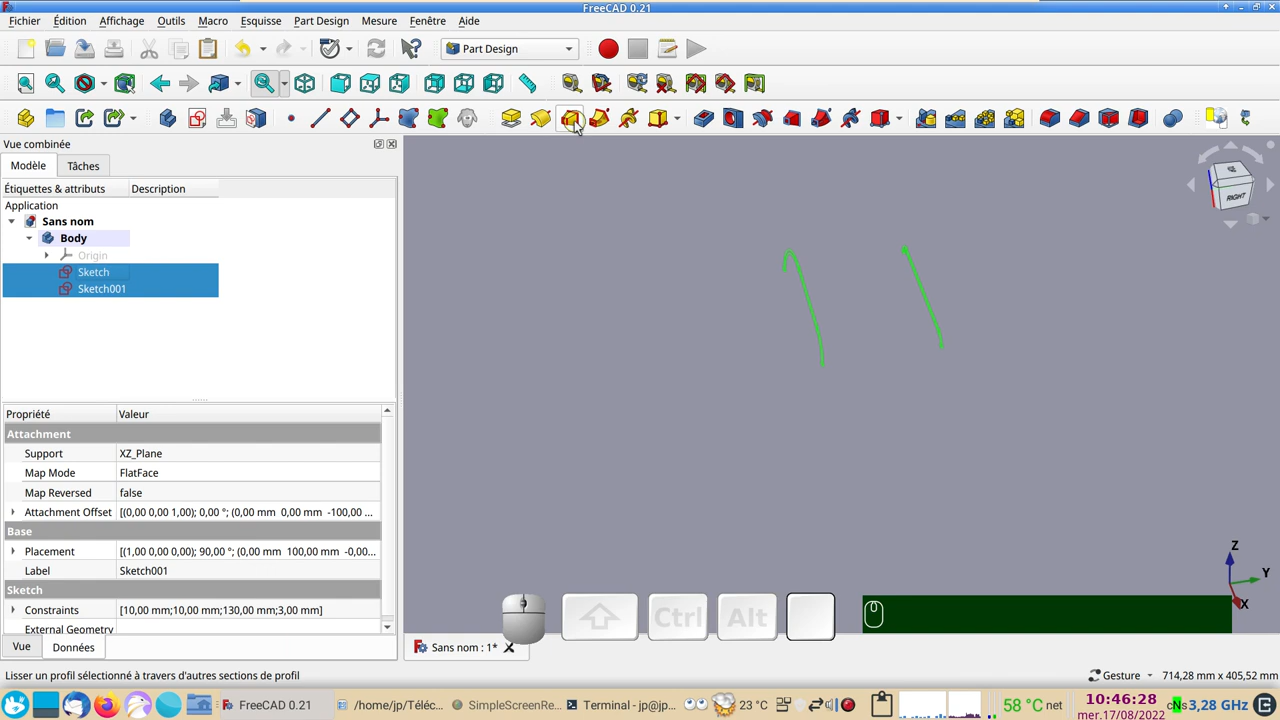 FreeCAD 0.21
Fichier Édition Affichage Outils Macro Esquisse Part Design Mesure Fenêtre Aide
Part Design
Vue combinée
Modèle Tâches
Étiquettes & attributs Description
Application
Sans nom
Body
Origin
Sketch
Sketch001
RIGHT
Propriété Valeur
Attachment
Support XZ_Plane
Map Mode FlatFace
Map Reversed false
Attachment Offset [(0,00 0,00 1,00); 0,00 °; (0,00 mm 0,00 mm -100,00 ...
Base
Placement [(1,00 0,00 0,00); 90,00 °; (0,00 mm 100,00 mm -0,00...
Label Sketch001
Sketch
Constraints [10,00 mm;10,00 mm;130,00 mm;3,00 mm]
External Geometry
Z
Y
X
Ctrl Alt
Vue Données
Sans nom : 1*
Lisser un profil sélectionné à travers d'autres sections de profil
Gesture 714,28 mm x 405,52 mm
FreeCAD 0.21 /home/jp/Téléc... SimpleScreenRe... Terminal - jp@jp... 23 °C 58 °C net 10:46:28 mer.17/08/2022 cNs 3,28 GHz